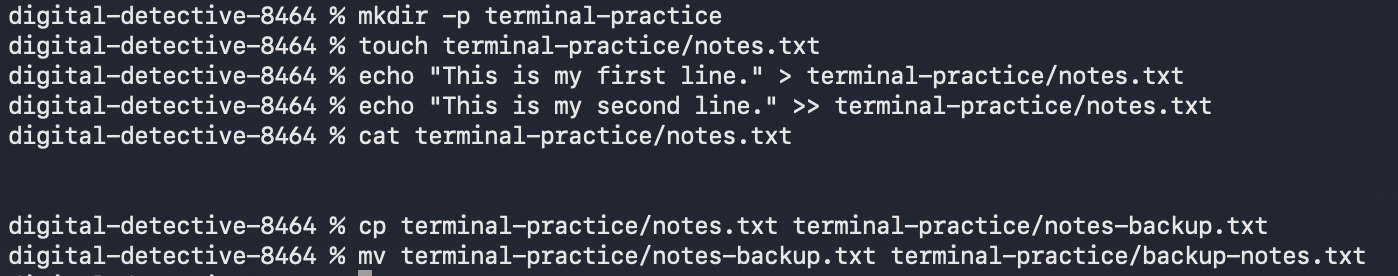 digital-detective-8464 % mkdir -p terminal-practice
digital-detective-8464 % touch terminal-practice/notes.txt
digital-detective-8464 % echo "This is my first line." > terminal-practice/notes.txt
digital-detective-8464 % echo "This is my second line." >> terminal-practice/notes.txt
digital-detective-8464 % cat terminal-practice/notes.txt
digital-detective-8464 % cp terminal-practice/notes.txt terminal-practice/notes-backup.txt
digital-detective-8464 % mv terminal-practice/notes-backup.txt terminal-practice/backup-notes.txt